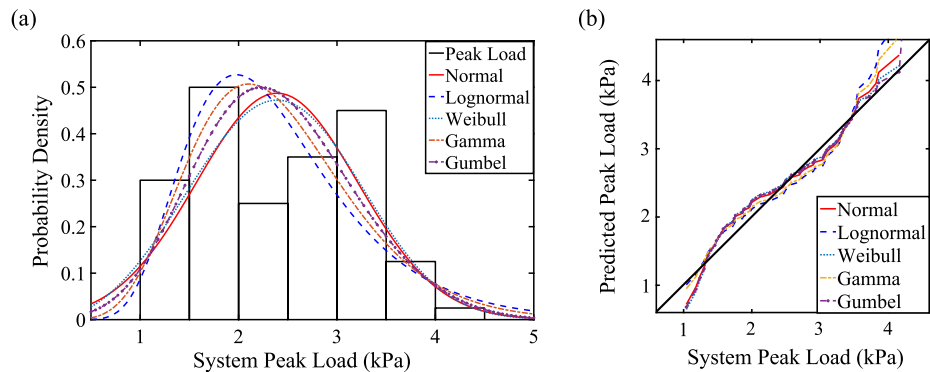 (a)
0.6
0.5
0.4
0.3
0.2
0.1
0
Probability Density
1
2
3
4
5
System Peak Load (kPa)
Peak Load
Normal
Lognormal
Weibull
Gamma
Gumbel
(b)
4
3
2
1
Predicted Peak Load (kPa)
1
2
3
4
System Peak Load (kPa)
Normal
Lognormal
Weibull
Gamma
Gumbel